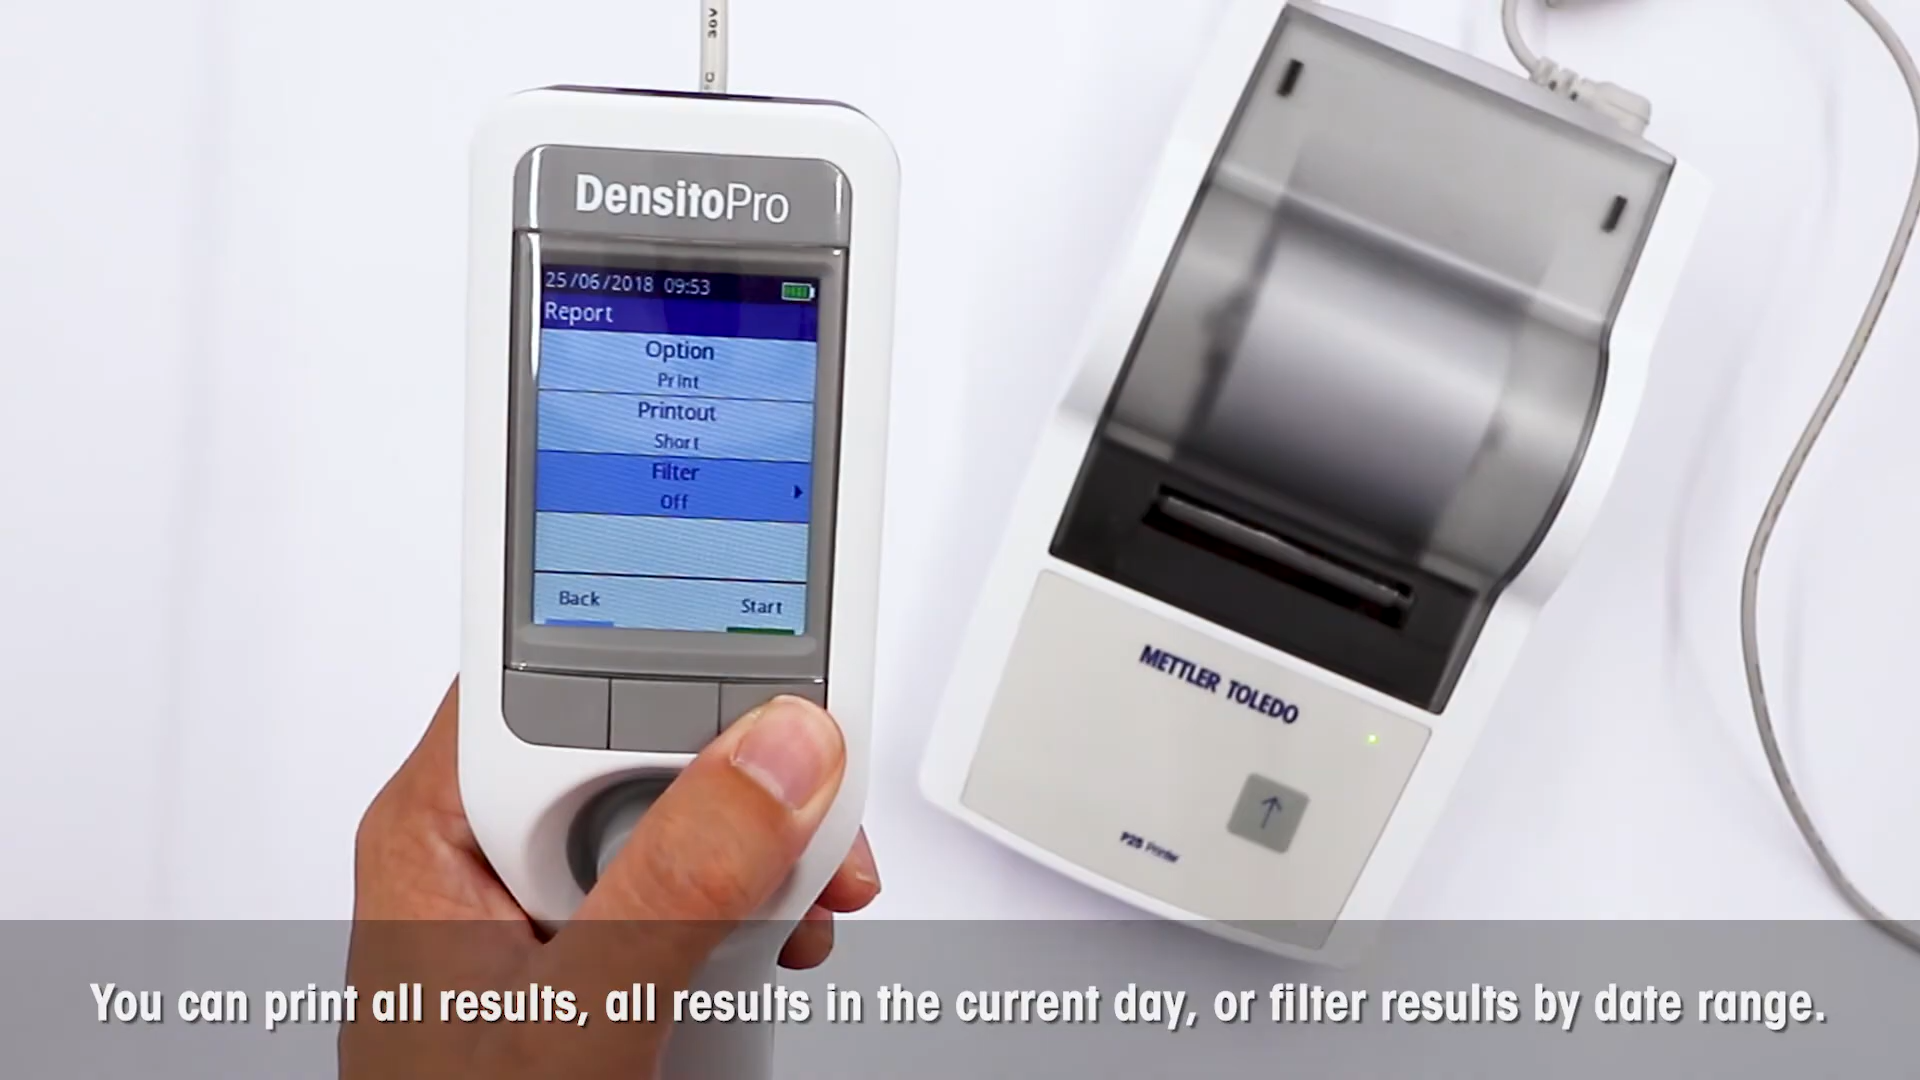 30V
DensitoPro
25/06/2018 09:53
Report
Option
Print
Printout
Short
Filter
Off
Back
Start
METTLER TOLEDO
P25 Printer
You can print all results, all results in the current day, or filter results by date range.